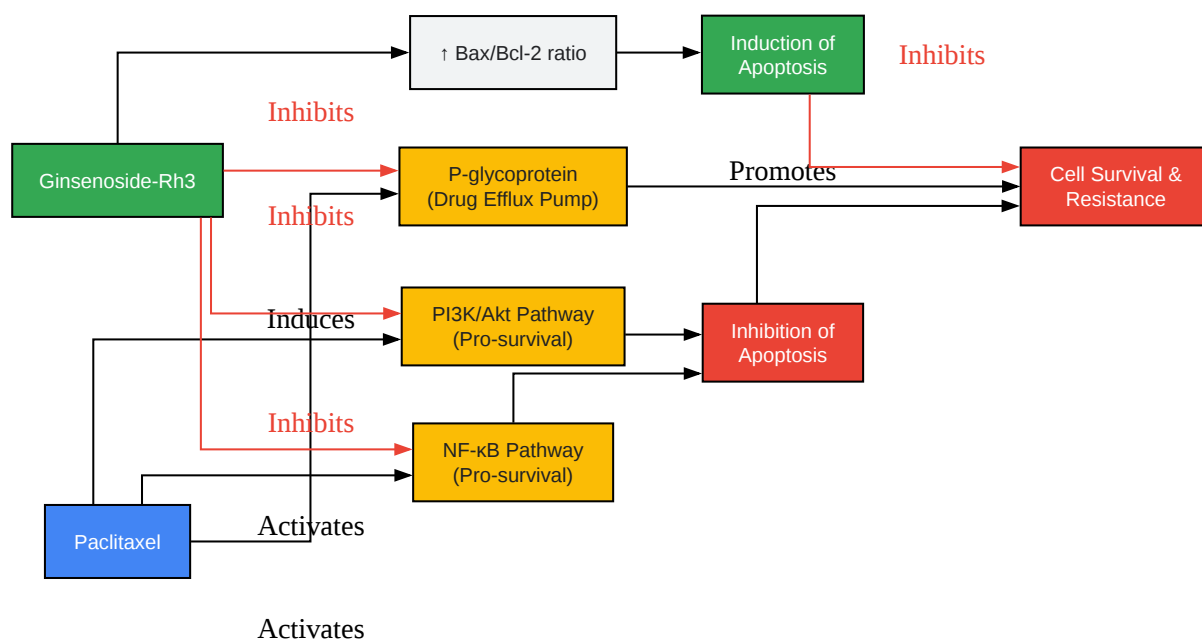 ↑ Bax/Bcl-2 ratio
Induction of
Apoptosis
Inhibits
Inhibits
Ginsenoside-Rh3
P-glycoprotein
(Drug Efflux Pump)
Promotes
Cell Survival &
Resistance
Inhibits
PI3K/Akt Pathway
(Pro-survival)
Induces
Inhibition of
Apoptosis
Inhibits
NF-κB Pathway
(Pro-survival)
Activates
Paclitaxel
Activates